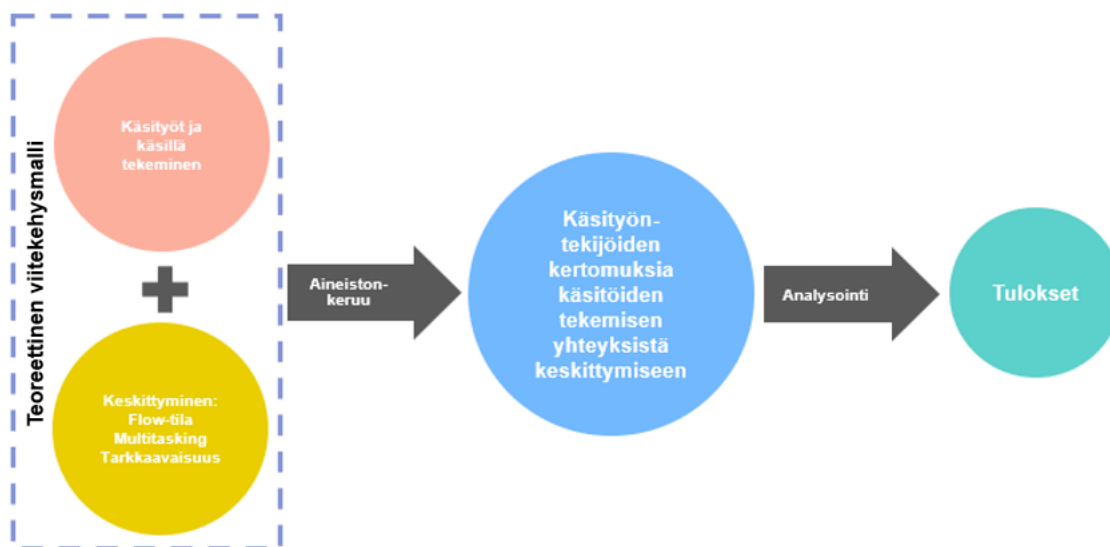 Teoreettinen viitekehysmalli
Käsityöt ja
käsillä
tekeminen
Keskittyminen:
Flow-tila
Multitasking
Tarkkaavaisuus
Aineiston-
keruu
Käsityön-
tekijöiden
kertomuksia
käsitöiden
tekemisen
yhteyksistä
keskittymiseen
Analysointi
Tulokset